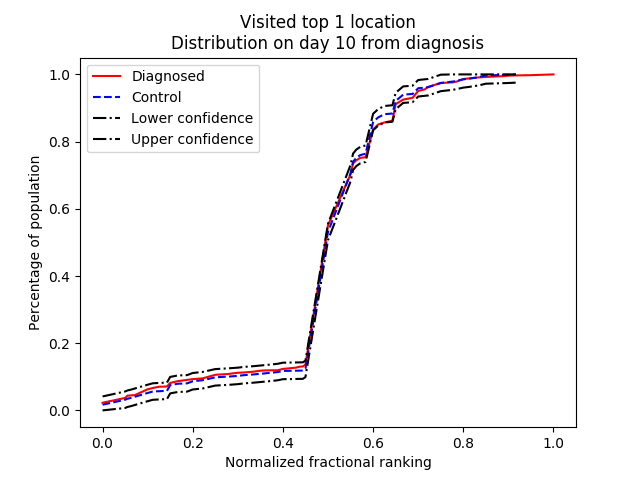 Visited top 1 location
Distribution on day 10 from diagnosis
Diagnosed
Control
Lower confidence
Upper confidence
Percentage of population
1.0
0.8
0.6
0.4
0.2
0.0
0.0 0.2 0.4 0.6 0.8 1.0
Normalized fractional ranking